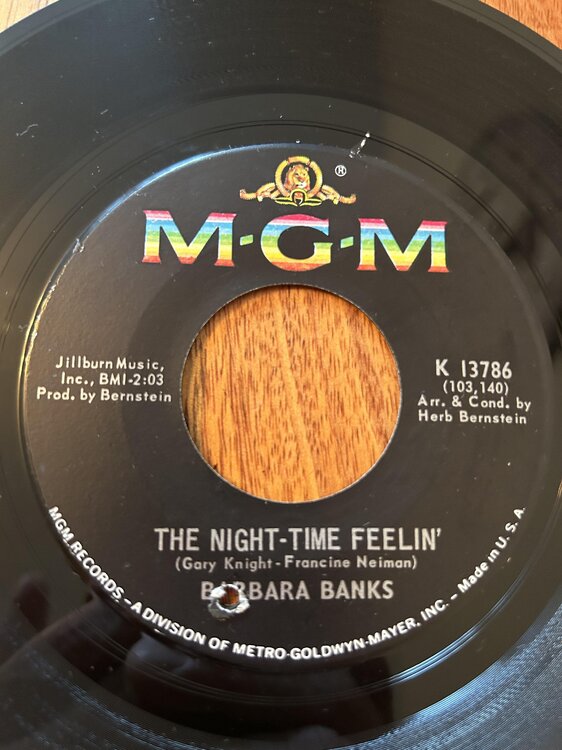 ®
M-G-M
Jillburn Music,
Inc., BMI-2:03
Prod. by Bernstein
K 13786
(103,140)
Arr. & Cond. by
Herb Bernstein
THE NIGHT-TIME FEELIN'
(Gary Knight-Francine Neiman)
BARBARA BANKS
MGM RECORDS – A DIVISION OF METRO-GOLDWYN-MAYER, INC. – Made in U. S. A.